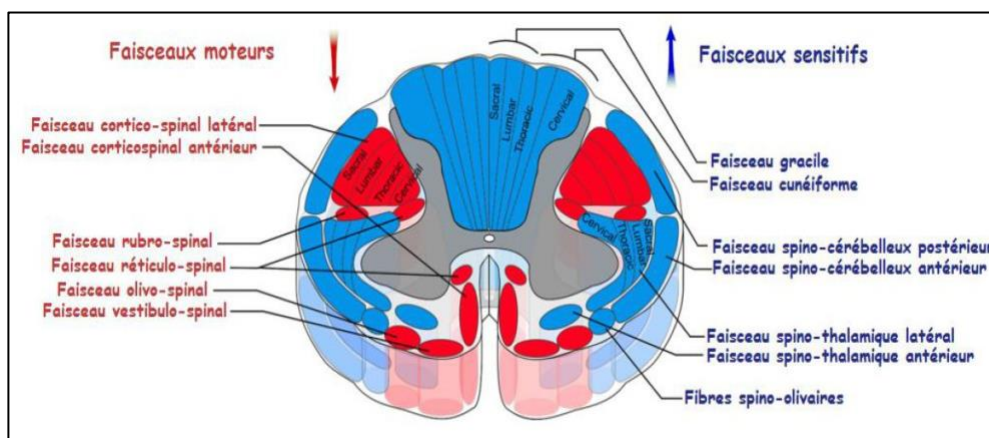 Faisceaux moteurs
Faisceaux sensitifs
Faisceau cortico-spinal latéral
Faisceau corticospinal antérieur
Faisceau rubro-spinal
Faisceau réticulo-spinal
Faisceau olivo-spinal
Faisceau vestibulo-spinal
Sacral
Lumbar
Thoracic
Cervical
Sacral
Lumbar
Thoracic
Cervical
Cervical
Thoracic
Lumbar
Sacral
Faisceau gracile
Faisceau cunéiforme
Faisceau spino-cérébelleux postérieur
Faisceau spino-cérébelleux antérieur
Faisceau spino-thalamique latéral
Faisceau spino-thalamique antérieur
Fibres spino-olivaires